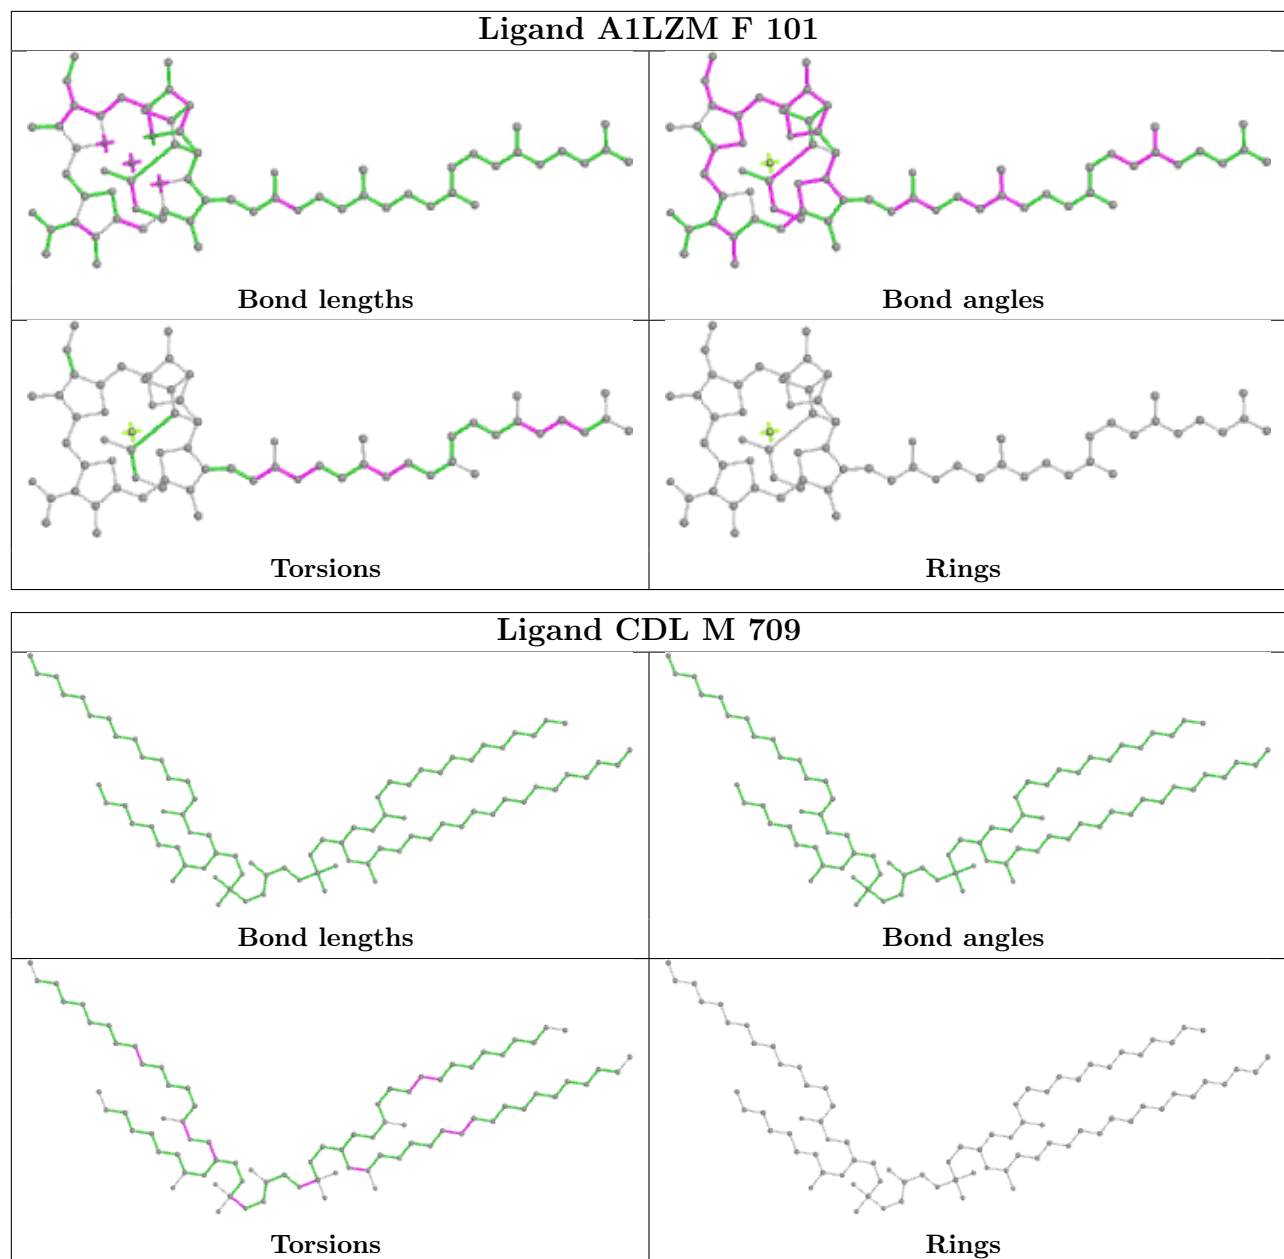 Ligand A1LZM F 101
Bond lengths
Bond angles
Torsions
Rings
Ligand CDL M 709
Bond lengths
Bond angles
Torsions
Rings